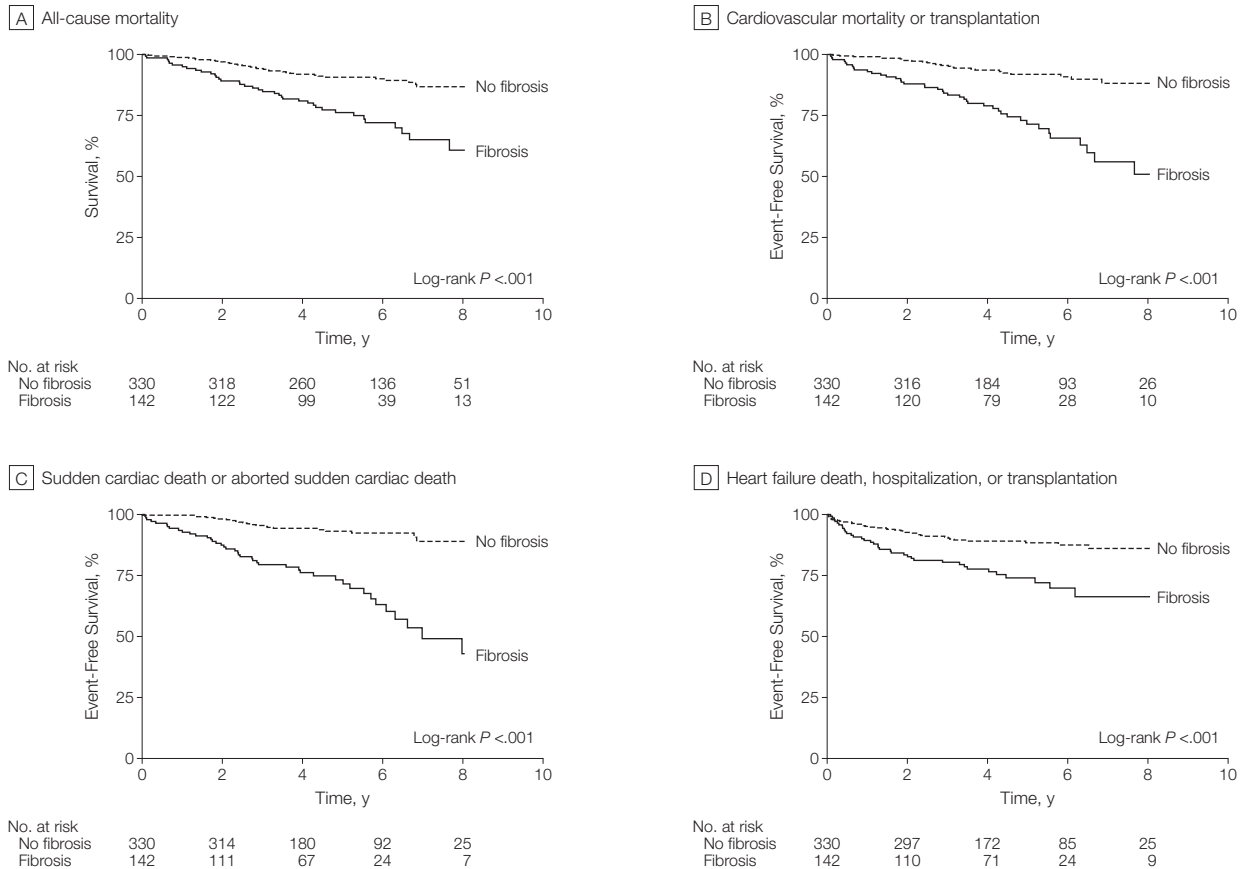 A All-cause mortality
100
75
50
25
0
Survival, %
No fibrosis
Fibrosis
Log-rank P <.001
0 2 4 6 8 10
Time, y
No. at risk
No fibrosis 330 318 260 136 51
Fibrosis 142 122 99 39 13
B Cardiovascular mortality or transplantation
100
75
50
25
0
Event-Free Survival, %
No fibrosis
Fibrosis
Log-rank P <.001
0 2 4 6 8 10
Time, y
No. at risk
No fibrosis 330 316 184 93 26
Fibrosis 142 120 79 28 10
C Sudden cardiac death or aborted sudden cardiac death
100
75
50
25
0
Event-Free Survival, %
No fibrosis
Fibrosis
Log-rank P <.001
0 2 4 6 8 10
Time, y
No. at risk
No fibrosis 330 314 180 92 25
Fibrosis 142 111 67 24 7
D Heart failure death, hospitalization, or transplantation
100
75
50
25
0
Event-Free Survival, %
No fibrosis
Fibrosis
Log-rank P <.001
0 2 4 6 8 10
Time, y
No. at risk
No fibrosis 330 297 172 85 25
Fibrosis 142 110 71 24 9